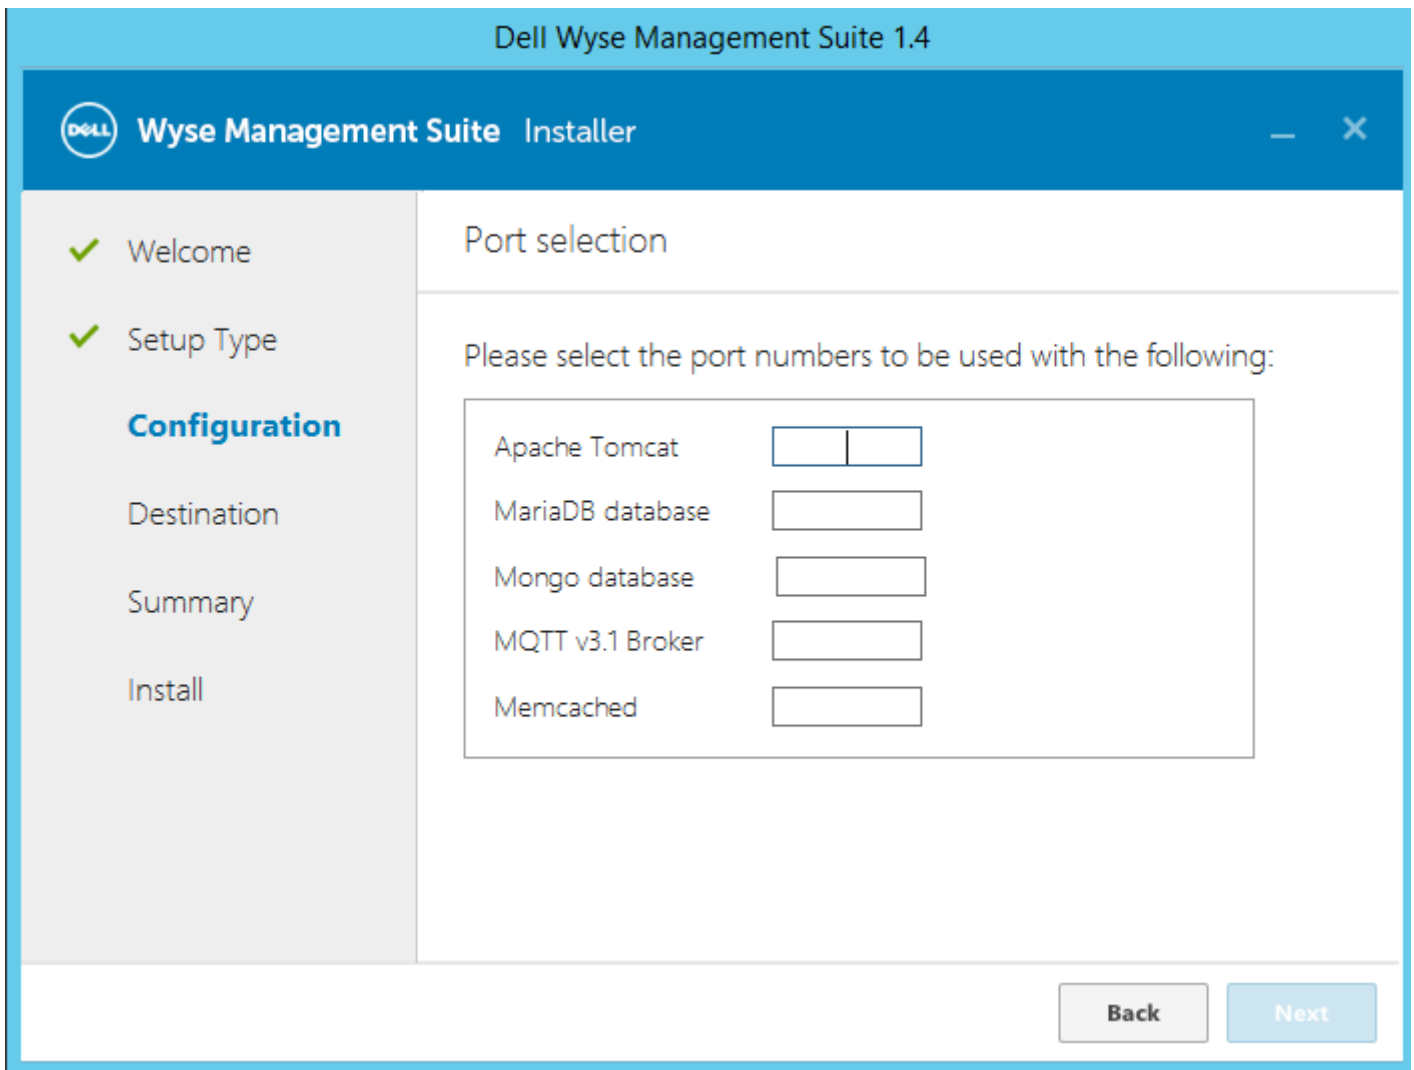 Dell Wyse Management Suite 1.4
DELL Wyse Management Suite Installer
Welcome
Setup Type
Configuration
Destination
Summary
Install
Port selection
Please select the port numbers to be used with the following:
Apache Tomcat
MariaDB database
Mongo database
MQTT v3.1 Broker
Memcached
Back
Next